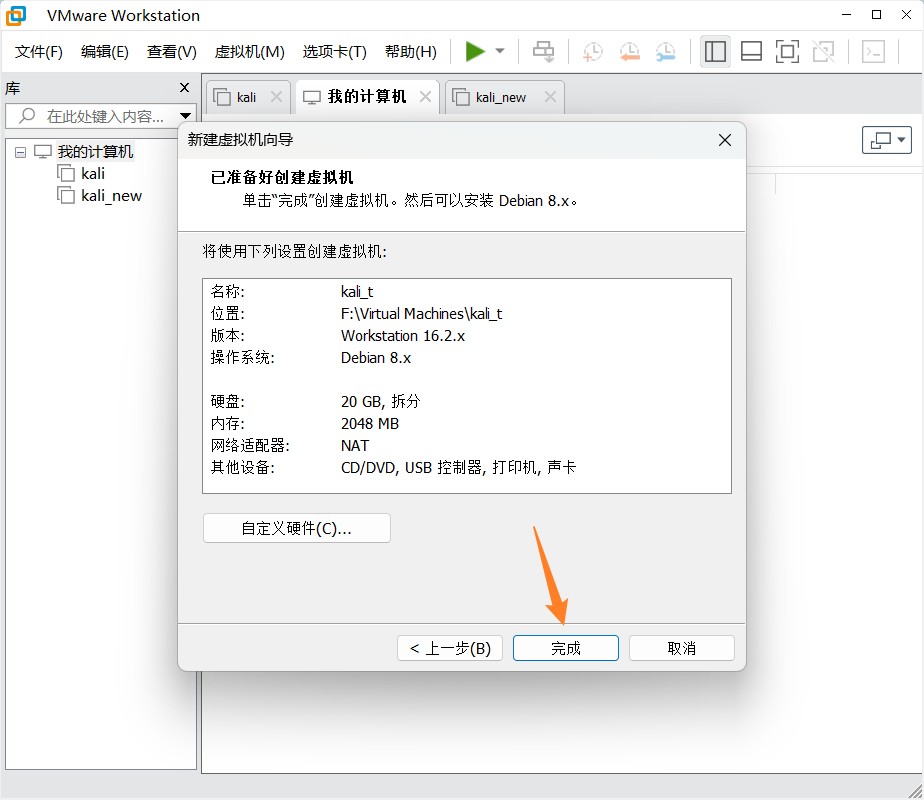 VMware Workstation
文件(F) 编辑(E) 查看(V) 虚拟机(M) 选项卡(T) 帮助(H)
库
在此处键入内容...
我的计算机
kali
kali_new
kali 我的计算机 kali_new
新建虚拟机向导
已准备好创建虚拟机
单击“完成”创建虚拟机。然后可以安装 Debian 8.x。
将使用下列设置创建虚拟机:
名称: kali_t
位置: F:\Virtual Machines\kali_t
版本: Workstation 16.2.x
操作系统: Debian 8.x
硬盘: 20 GB, 拆分
内存: 2048 MB
网络适配器: NAT
其他设备: CD/DVD, USB 控制器, 打印机, 声卡
自定义硬件(C)...
< 上一步(B) 完成 取消